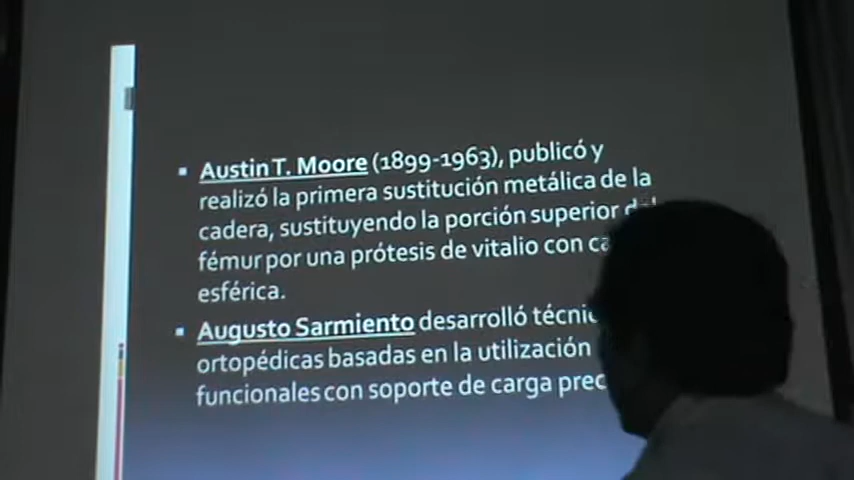 Austin T. Moore (1899-1963), publicó y
realizó la primera sustitución metálica de la
cadera, sustituyendo la porción superior
fémur por una prótesis de vitalio con
esférica.
Augusto Sarmiento desarrolló
ortopédicas basadas en la utilización
funcionales con soporte de carga